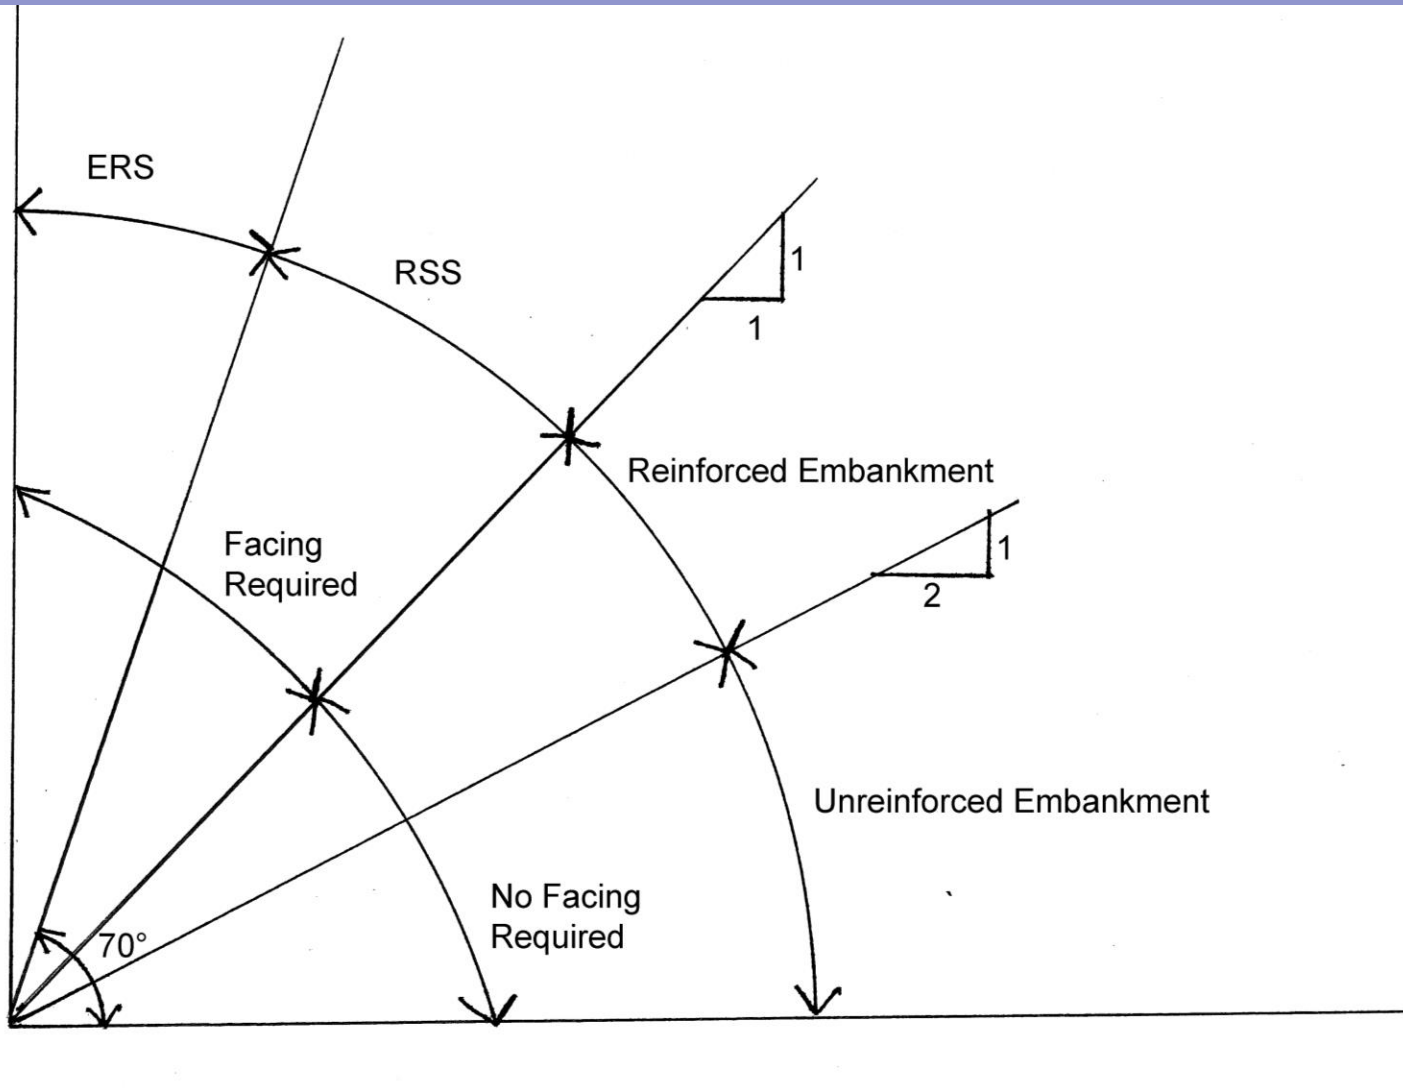 ERS
RSS
1
1
Reinforced Embankment
1
2
Facing
Required
Unreinforced Embankment
No Facing
Required
70°